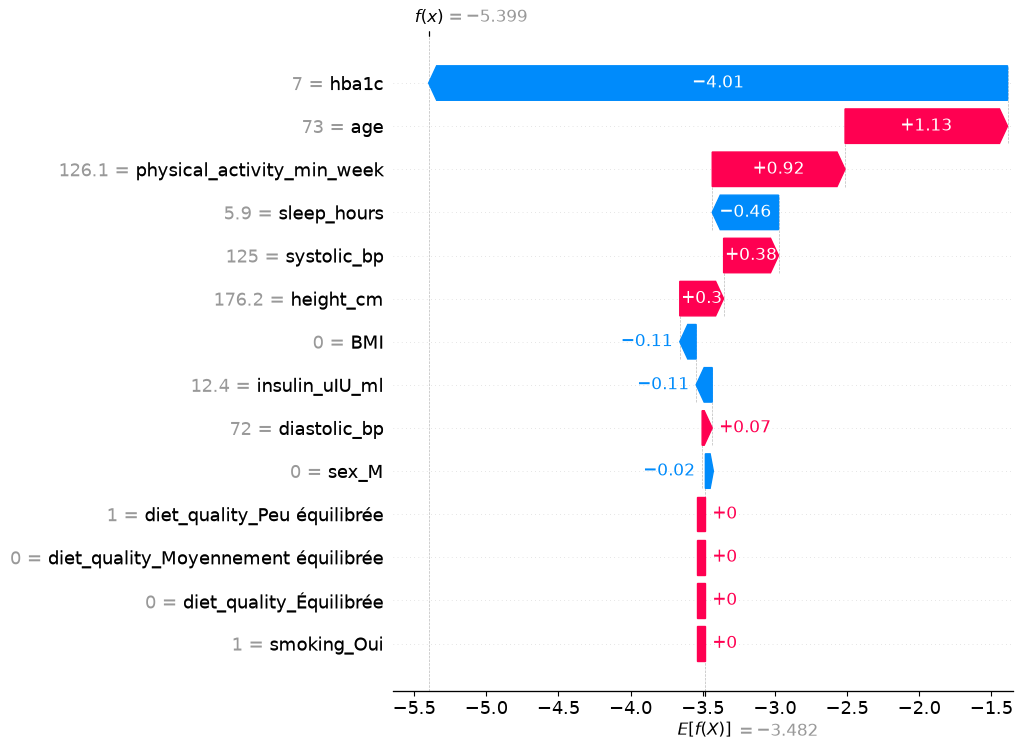 f(x) = −5.399
7 = hba1c
−4.01
73 = age
+1.13
126.1 = physical_activity_min_week
+0.92
5.9 = sleep_hours
−0.46
125 = systolic_bp
+0.38
176.2 = height_cm
+0.3
0 = BMI
−0.11
12.4 = insulin_uIU_ml
−0.11
72 = diastolic_bp
+0.07
0 = sex_M
−0.02
1 = diet_quality_Peu équilibrée
+0
0 = diet_quality_Moyennement équilibrée
+0
0 = diet_quality_Équilibrée
+0
1 = smoking_Oui
+0
−5.5 −5.0 −4.5 −4.0 −3.5 −3.0 −2.5 −2.0 −1.5
E[f(X)] = −3.482